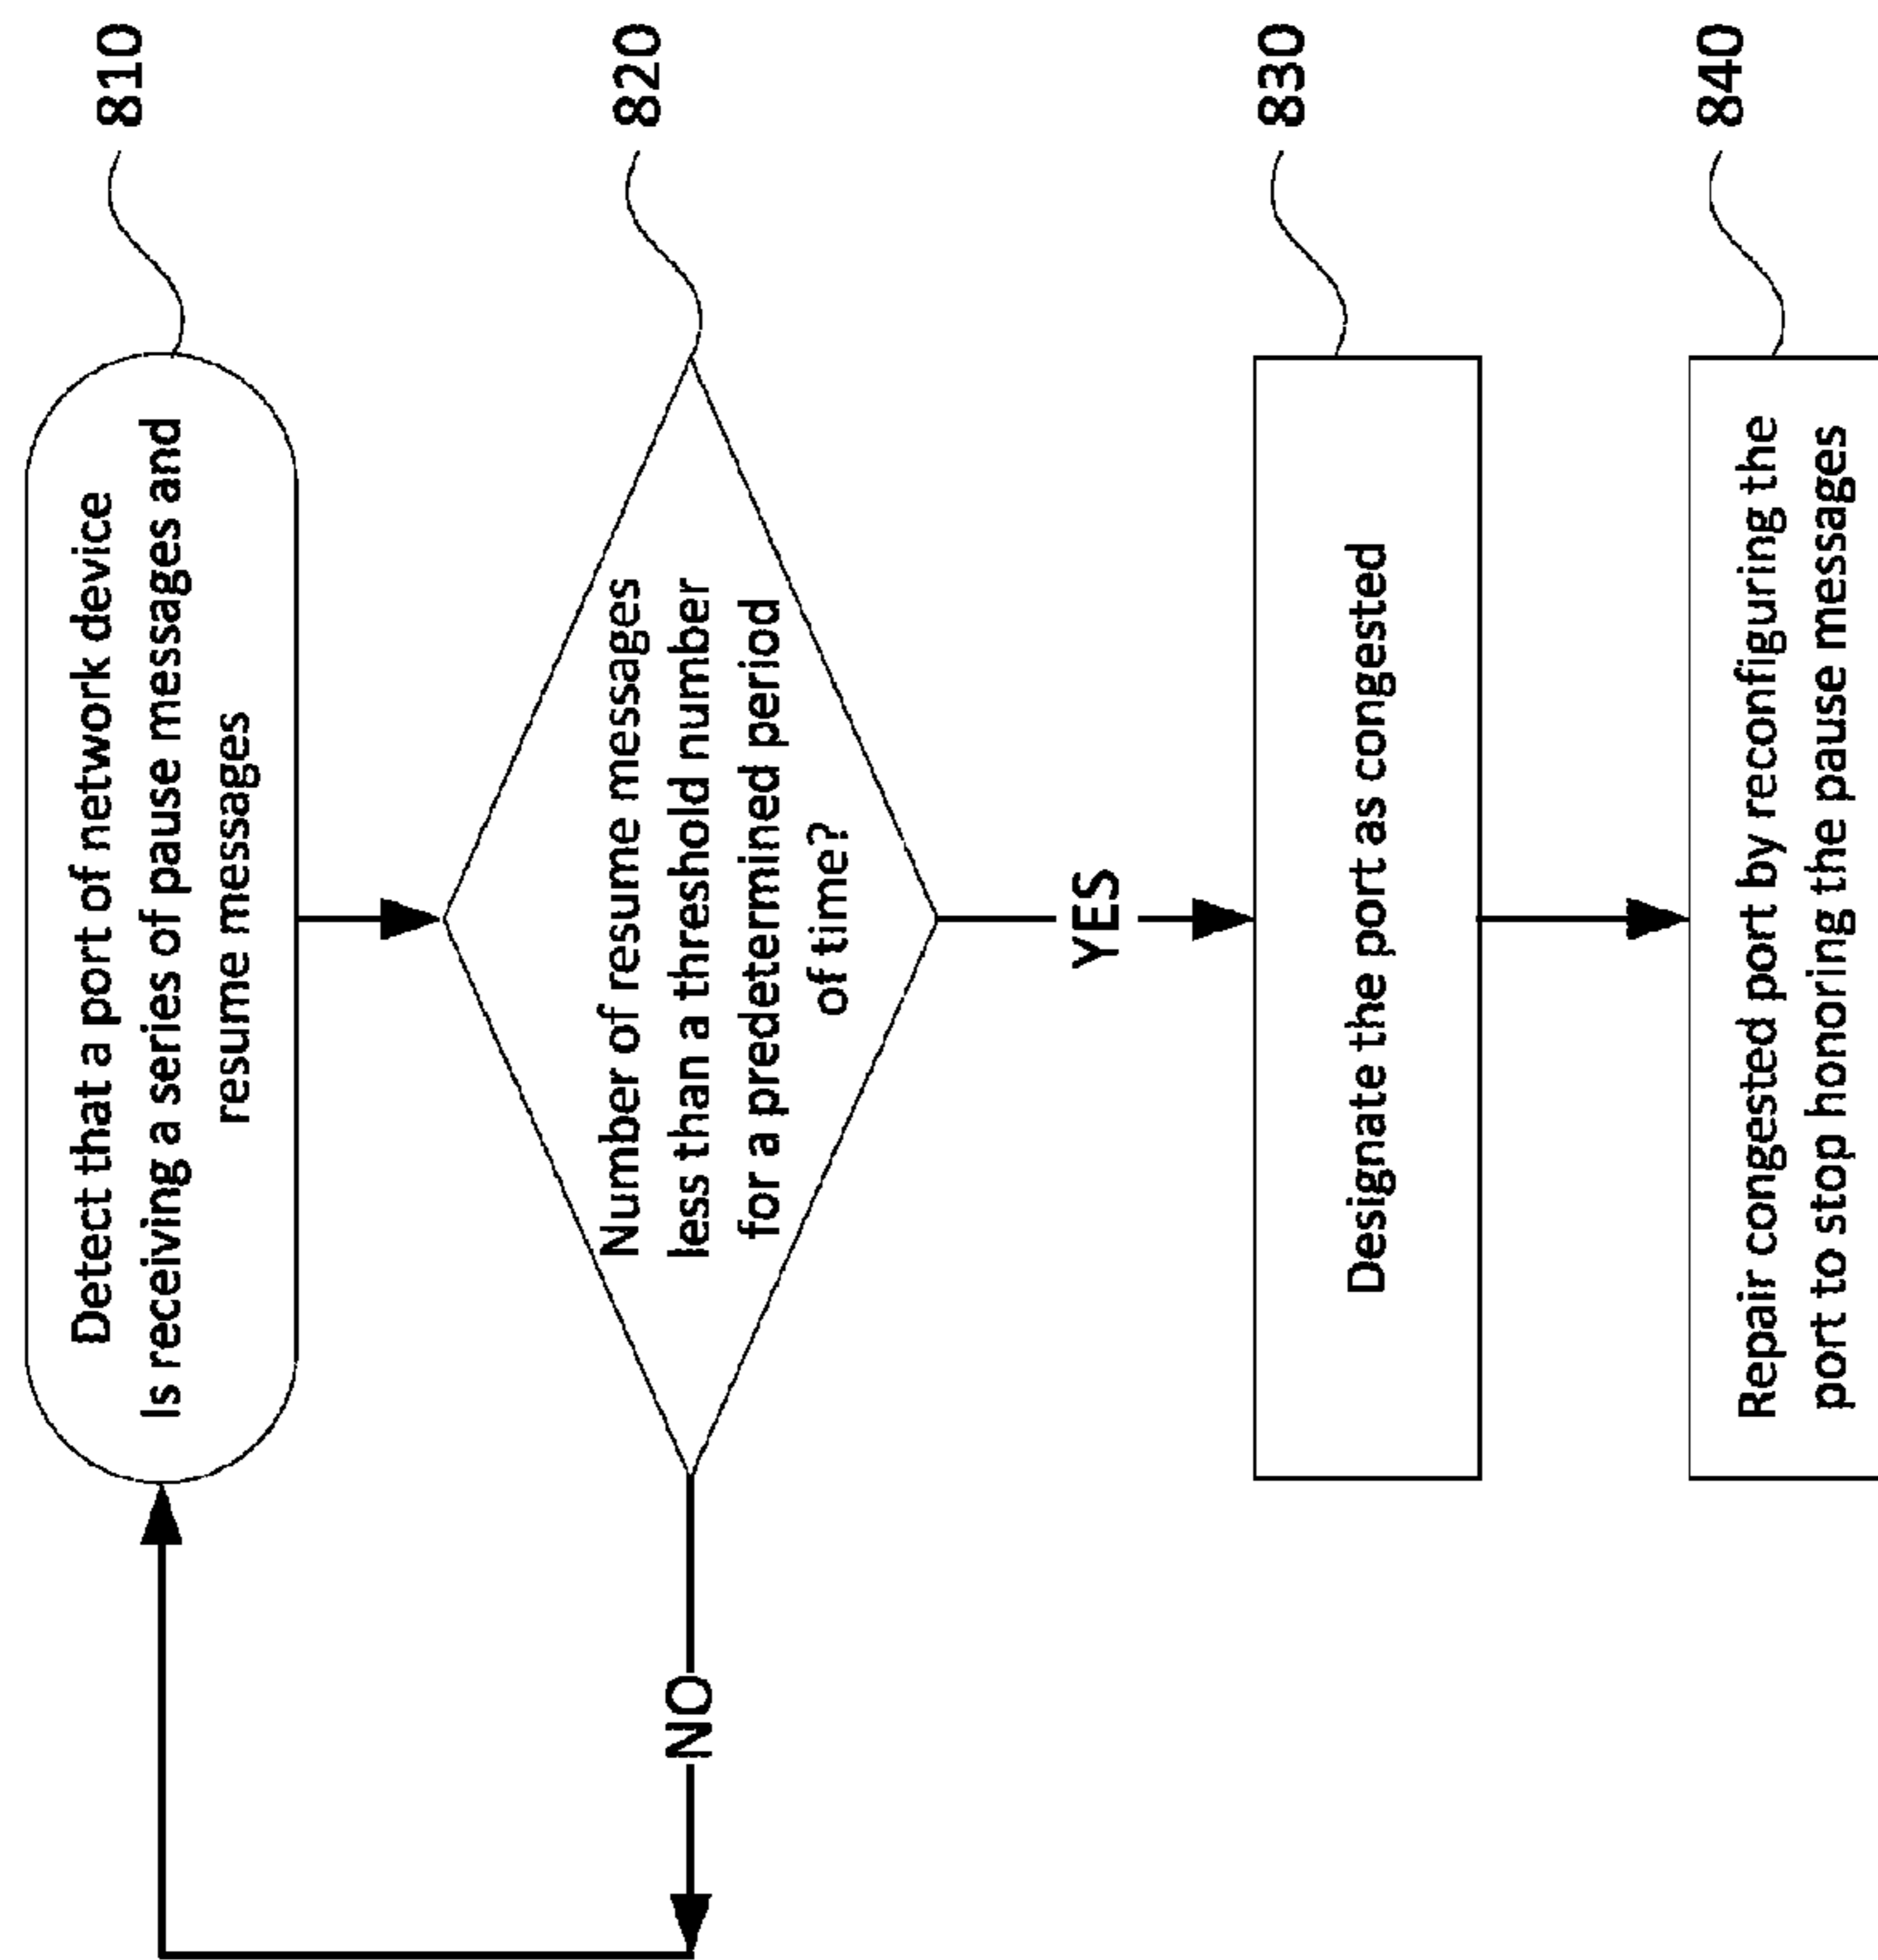 Detect that a port of network device
Is receiving a series of pause messages and
resume messages
810
Number of resume messages
less than a threshold number
for a predetermined period
of time?
820
NO
YES
Designate the port as congested
830
Repair congested port by reconfiguring the
port to stop honoring the pause messages
840